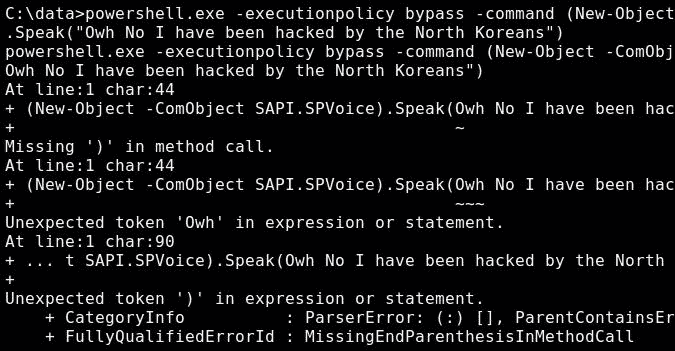 C:\data>powershell.exe -executionpolicy bypass -command (New-Object
.Speak("Owh No I have been hacked by the North Koreans")
powershell.exe -executionpolicy bypass -command (New-Object -ComObj
Owh No I have been hacked by the North Koreans")
At line:1 char:44
+ (New-Object -ComObject SAPI.SPVoice).Speak(Owh No I have been hac
+                                            ~
Missing ')' in method call.
At line:1 char:44
+ (New-Object -ComObject SAPI.SPVoice).Speak(Owh No I have been hac
+                                            ~~~
Unexpected token 'Owh' in expression or statement.
At line:1 char:90
+ ... t SAPI.SPVoice).Speak(Owh No I have been hacked by the North
+
Unexpected token ')' in expression or statement.
    + CategoryInfo          : ParserError: (:) [], ParentContainsEr
    + FullyQualifiedErrorId : MissingEndParenthesisInMethodCall